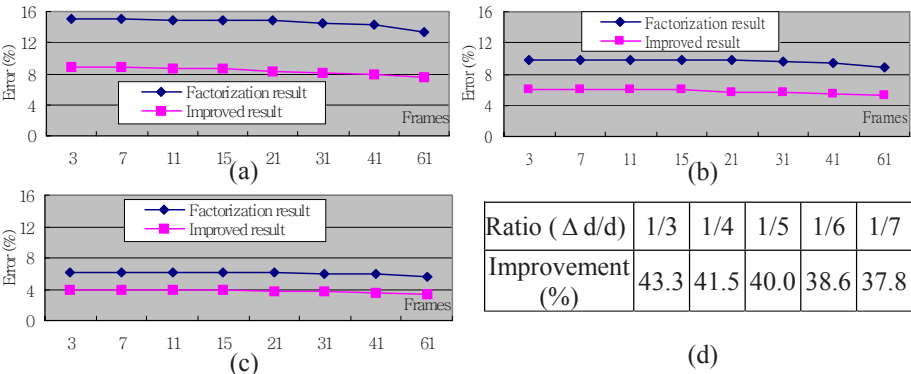 16
12
8
4
0
Error (%)
Factorization result
Improved result
Frames
3 7 11 15 21 31 41 61
(a)
16
12
8
4
0
Error (%)
Factorization result
Improved result
Frames
3 7 11 15 21 31 41 61
(b)
16
12
8
4
0
Error (%)
Factorization result
Improved result
Frames
3 7 11 15 21 31 41 61
(c)
Ratio ( Δ d/d) 1/3 1/4 1/5 1/6 1/7
Improvement
(%) 43.3 41.5 40.0 38.6 37.8
(d)